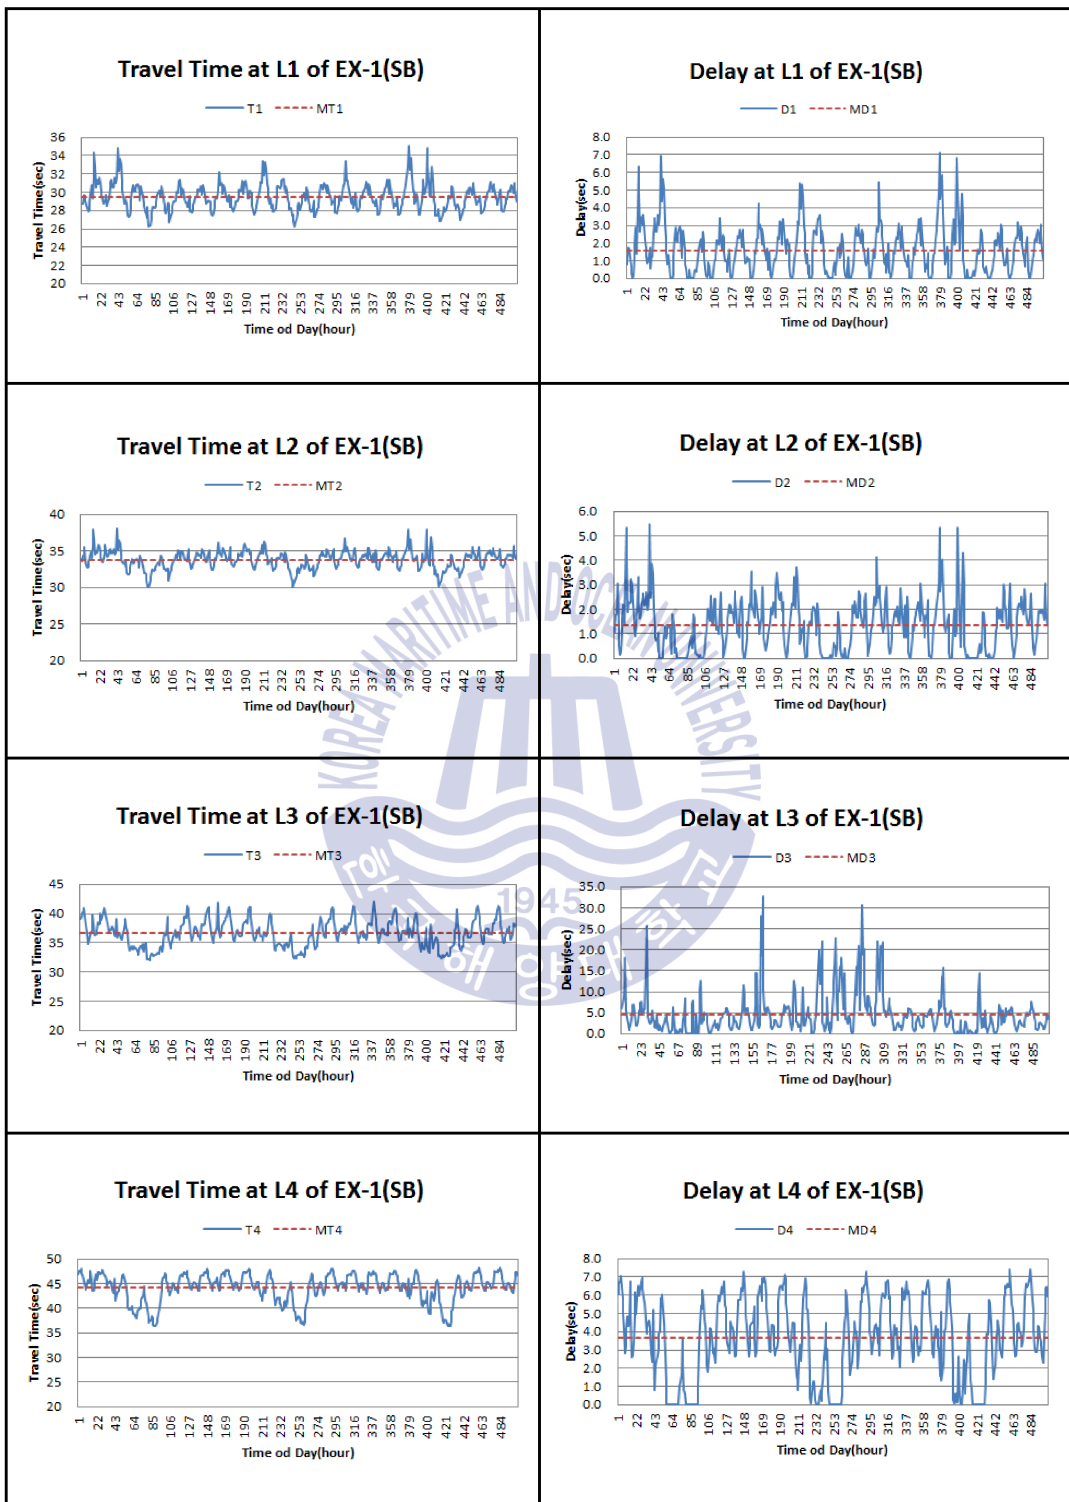 Travel Time at L1 of EX-1(SB)
T1 MT1
36
34
32
30
28
26
24
22
20
Travel Time(sec)
1 22 43 64 85 106 127 148 169 190 211 232 253 274 295 316 337 358 379 400 421 442 463 484
Time od Day(hour)
Delay at L1 of EX-1(SB)
D1 MD1
8.0
7.0
6.0
5.0
4.0
3.0
2.0
1.0
0.0
Delay(sec)
1 22 43 64 85 106 127 148 169 190 211 232 253 274 295 316 337 358 379 400 421 442 463 484
Time od Day(hour)
Travel Time at L2 of EX-1(SB)
T2 MT2
40
35
30
25
20
Travel Time(sec)
1 22 43 64 85 106 127 148 169 190 211 232 253 274 295 316 337 358 379 400 421 442 463 484
Time od Day(hour)
Delay at L2 of EX-1(SB)
D2 MD2
6.0
5.0
4.0
3.0
2.0
1.0
0.0
Delay(sec)
1 22 43 64 85 106 127 148 169 190 211 232 253 274 295 316 337 358 379 400 421 442 463 484
Time od Day(hour)
KOREA MARITIME AND OCEAN UNIVERSITY
Travel Time at L3 of EX-1(SB)
T3 MT3
45
40
35
30
25
20
Travel Time(sec)
1 22 43 64 85 106 127 148 169 190 211 232 253 274 295 316 337 358 379 400 421 442 463 484
Time od Day(hour)
Delay at L3 of EX-1(SB)
D3 MD3
35.0
30.0
25.0
20.0
15.0
10.0
5.0
0.0
Delay(sec)
1 23 45 67 89 111 133 155 177 199 221 243 265 287 309 331 353 375 397 419 441 463 485
Time od Day(hour)
1945
한국해양대학교
Travel Time at L4 of EX-1(SB)
T4 MT4
50
45
40
35
30
25
20
Travel Time(sec)
1 22 43 64 85 106 127 148 169 190 211 232 253 274 295 316 337 358 379 400 421 442 463 484
Time od Day(hour)
Delay at L4 of EX-1(SB)
D4 MD4
8.0
7.0
6.0
5.0
4.0
3.0
2.0
1.0
0.0
Delay(sec)
1 22 43 64 85 106 127 148 169 190 211 232 253 274 295 316 337 358 379 400 421 442 463 484
Time od Day(hour)